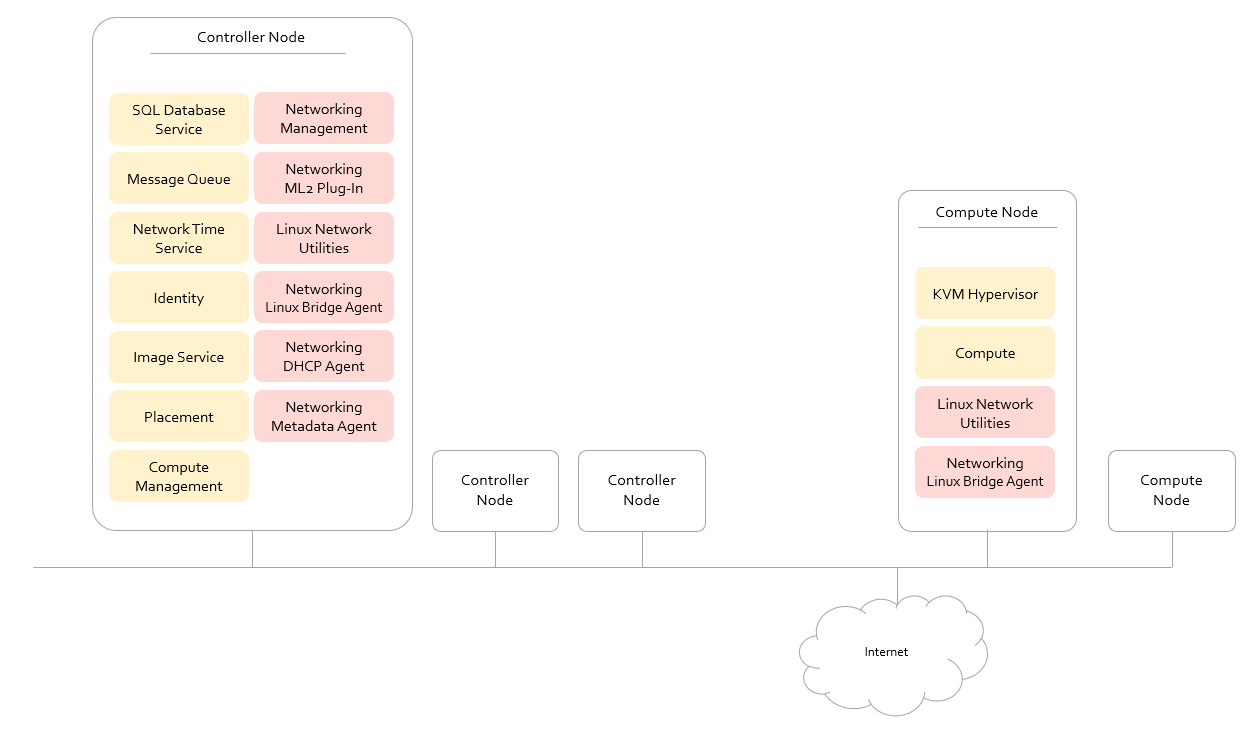 Controller Node
SQL Database
Service
Networking
Management
Message Queue
Networking
ML2 Plug-In
Network Time
Service
Linux Network
Utilities
Identity
Networking
Linux Bridge Agent
Image Service
Networking
DHCP Agent
Placement
Networking
Metadata Agent
Compute
Management
Controller
Node
Controller
Node
Compute Node
KVM Hypervisor
Compute
Linux Network
Utilities
Networking
Linux Bridge Agent
Compute
Node
Internet